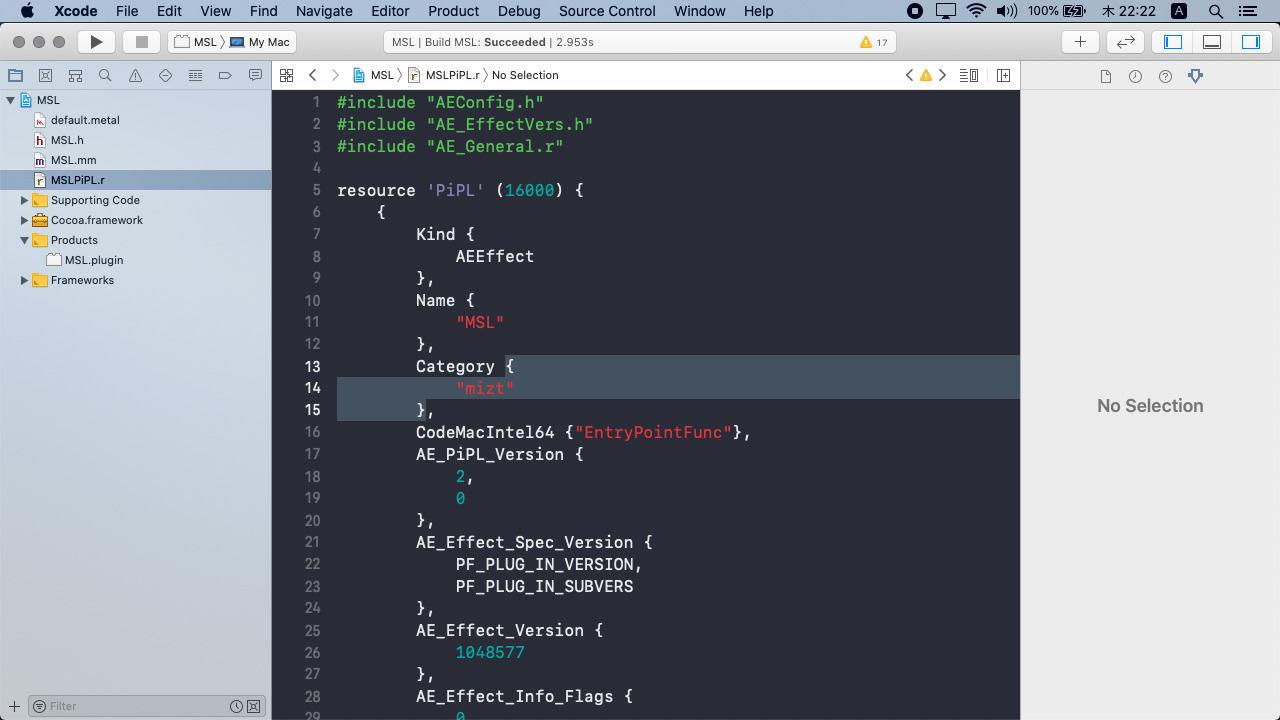 Xcode File Edit View Find Navigate Editor Product Debug Source Control Window Help 100% 木 22:22 A
MSL My Mac MSL | Build MSL: Succeeded | 2.953s 17
MSL MSLPiPL.r No Selection
MSL
default.metal
h MSL.h
m MSL.mm
r MSLPiPL.r
Supporting Code
Cocoa.framework
Products
MSL.plugin
Frameworks
Filter
1 #include "AEConfig.h"
2 #include "AE_EffectVers.h"
3 #include "AE_General.r"
4
5 resource 'PiPL' (16000) {
6 {
7 Kind {
8 AEEffect
9 },
10 Name {
11 "MSL"
12 },
13 Category {
14 "mizt"
15 },
16 CodeMacIntel64 {"EntryPointFunc"},
17 AE_PiPL_Version {
18 2,
19 0
20 },
21 AE_Effect_Spec_Version {
22 PF_PLUG_IN_VERSION,
23 PF_PLUG_IN_SUBVERS
24 },
25 AE_Effect_Version {
26 1048577
27 },
28 AE_Effect_Info_Flags {
29 0
No Selection